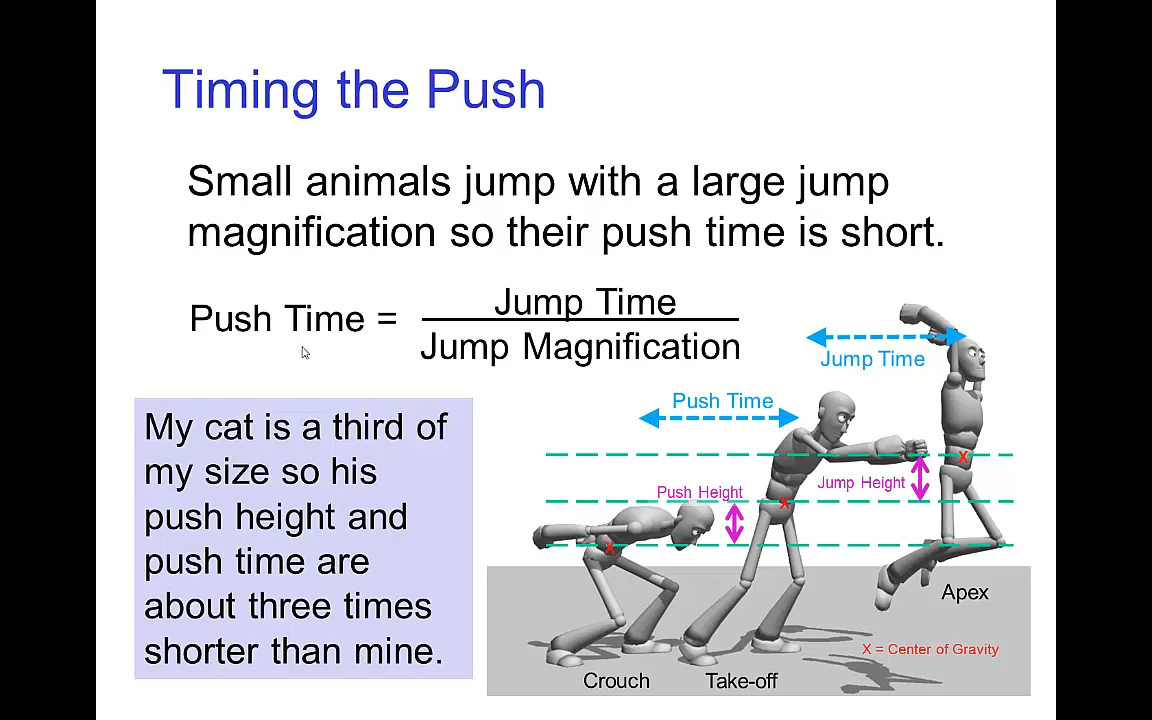 Timing the Push
Small animals jump with a large jump
magnification so their push time is short.
Push Time =
Jump Time
Jump Magnification
My cat is a third of
my size so his
push height and
push time are
about three times
shorter than mine.
Jump Time
Push Time
Push Height
Jump Height
X
X
X
Apex
X = Center of Gravity
Crouch
Take-off